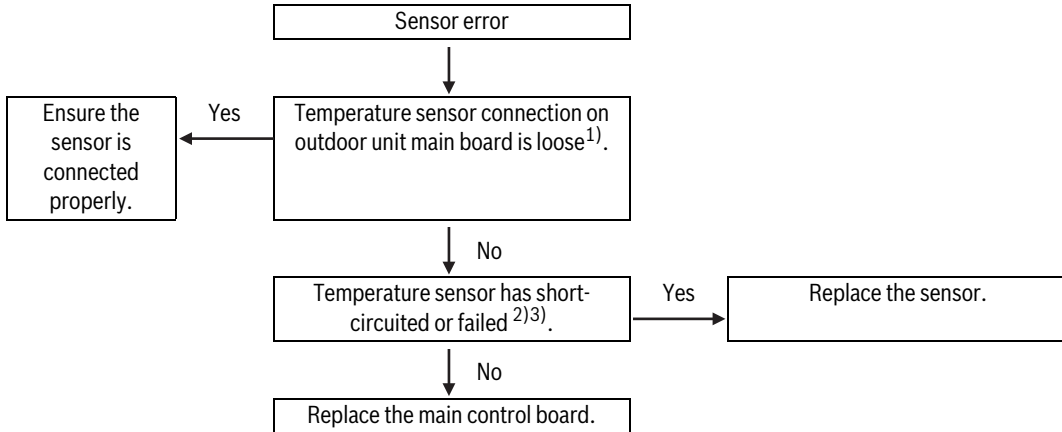 Sensor error
Yes
Ensure the
sensor is
connected
properly.
Temperature sensor connection on
outdoor unit main board is loose1).
No
Temperature sensor has short-
circuited or failed 2)3).
Yes
Replace the sensor.
No
Replace the main control board.